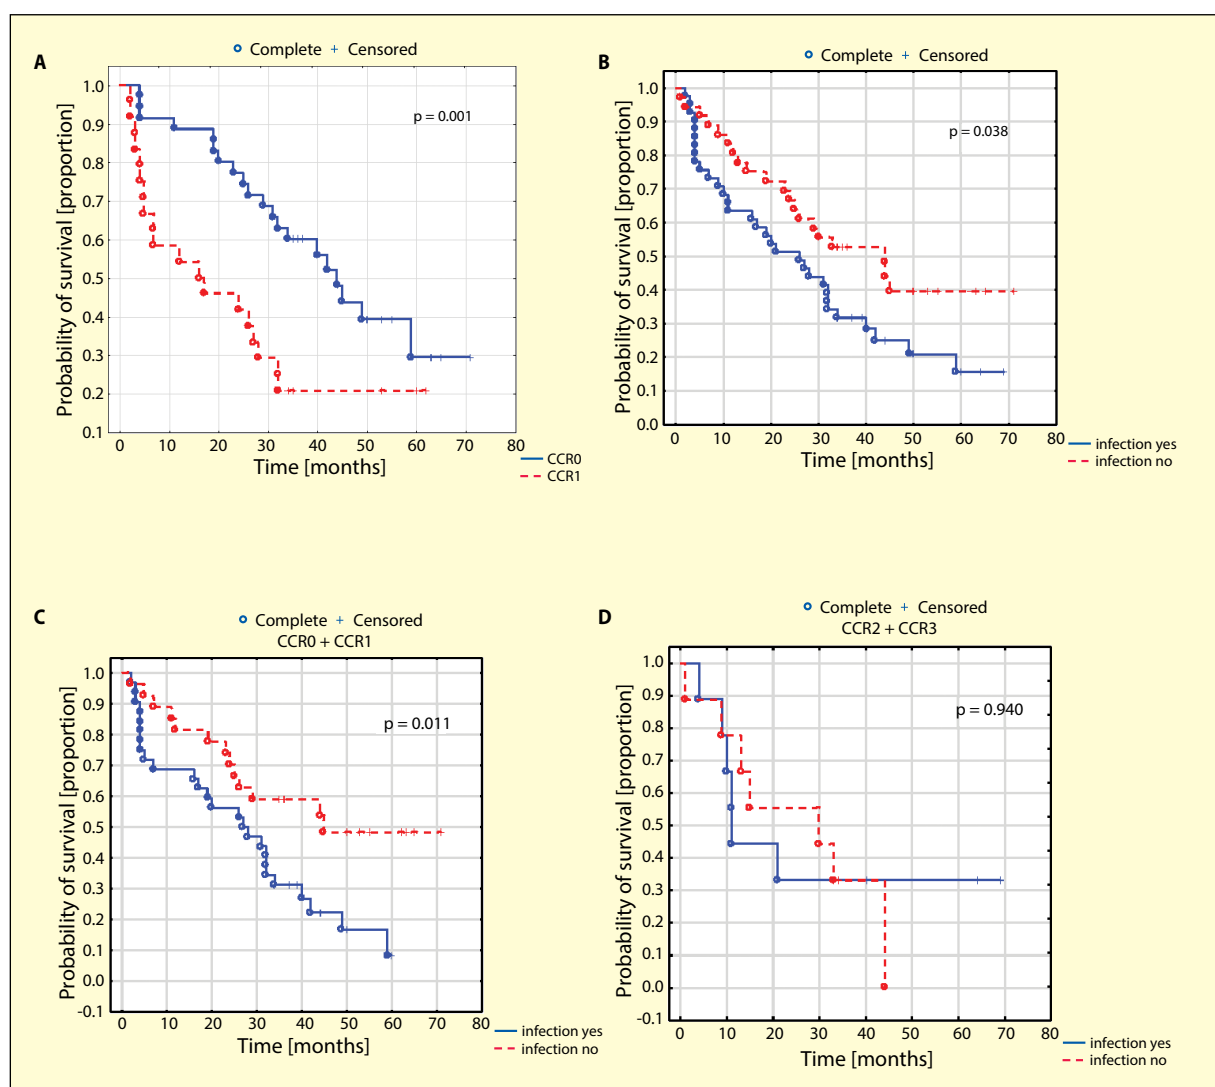 A
Complete + Censored
Probability of survival [proportion]
1.0
0.9
0.8
0.7
0.6
0.5
0.4
0.3
0.2
0.1
p = 0.001
0 10 20 30 40 50 60 70 80
Time [months]
CCR0
CCR1
B
Complete + Censored
Probability of survival [proportion]
1.0
0.9
0.8
0.7
0.6
0.5
0.4
0.3
0.2
0.1
0.0
p = 0.038
0 10 20 30 40 50 60 70 80
Time [months]
infection yes
infection no
C
Complete + Censored
CCR0 + CCR1
Probability of survival [proportion]
1.0
0.9
0.8
0.7
0.6
0.5
0.4
0.3
0.2
0.1
0.0
-0.1
p = 0.011
0 10 20 30 40 50 60 70 80
Time [months]
infection yes
infection no
D
Complete + Censored
CCR2 + CCR3
Probability of survival [proportion]
1.0
0.9
0.8
0.7
0.6
0.5
0.4
0.3
0.2
0.1
0.0
-0.1
p = 0.940
0 10 20 30 40 50 60 70 80
Time [months]
infection yes
infection no